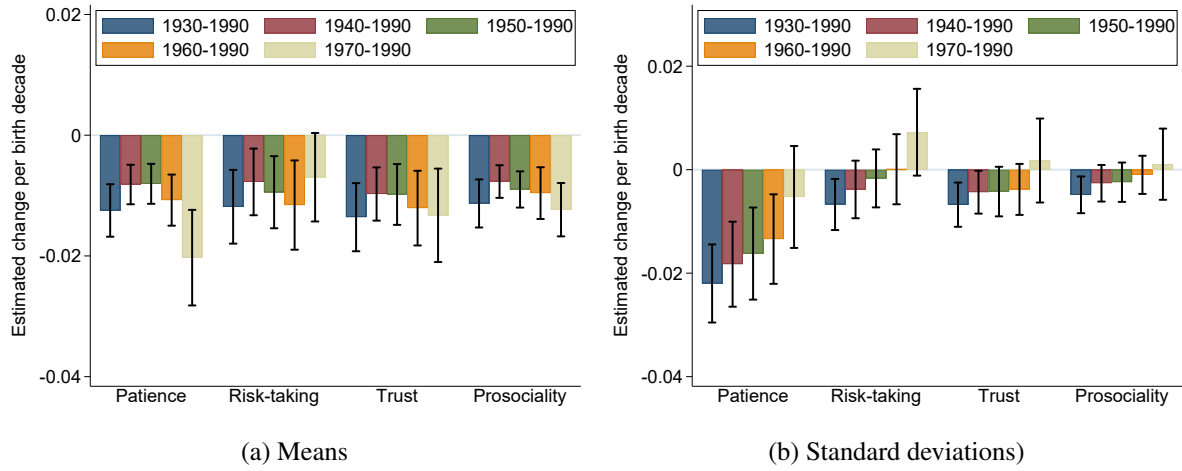 1930-1990 1940-1990 1950-1990
1960-1990 1970-1990
Estimated change per birth decade
0.02
0
-0.02
-0.04
Patience Risk-taking Trust Prosociality
(a) Means
1930-1990 1940-1990 1950-1990
1960-1990 1970-1990
Estimated change per birth decade
0.02
0
-0.02
-0.04
Patience Risk-taking Trust Prosociality
(b) Standard deviations)